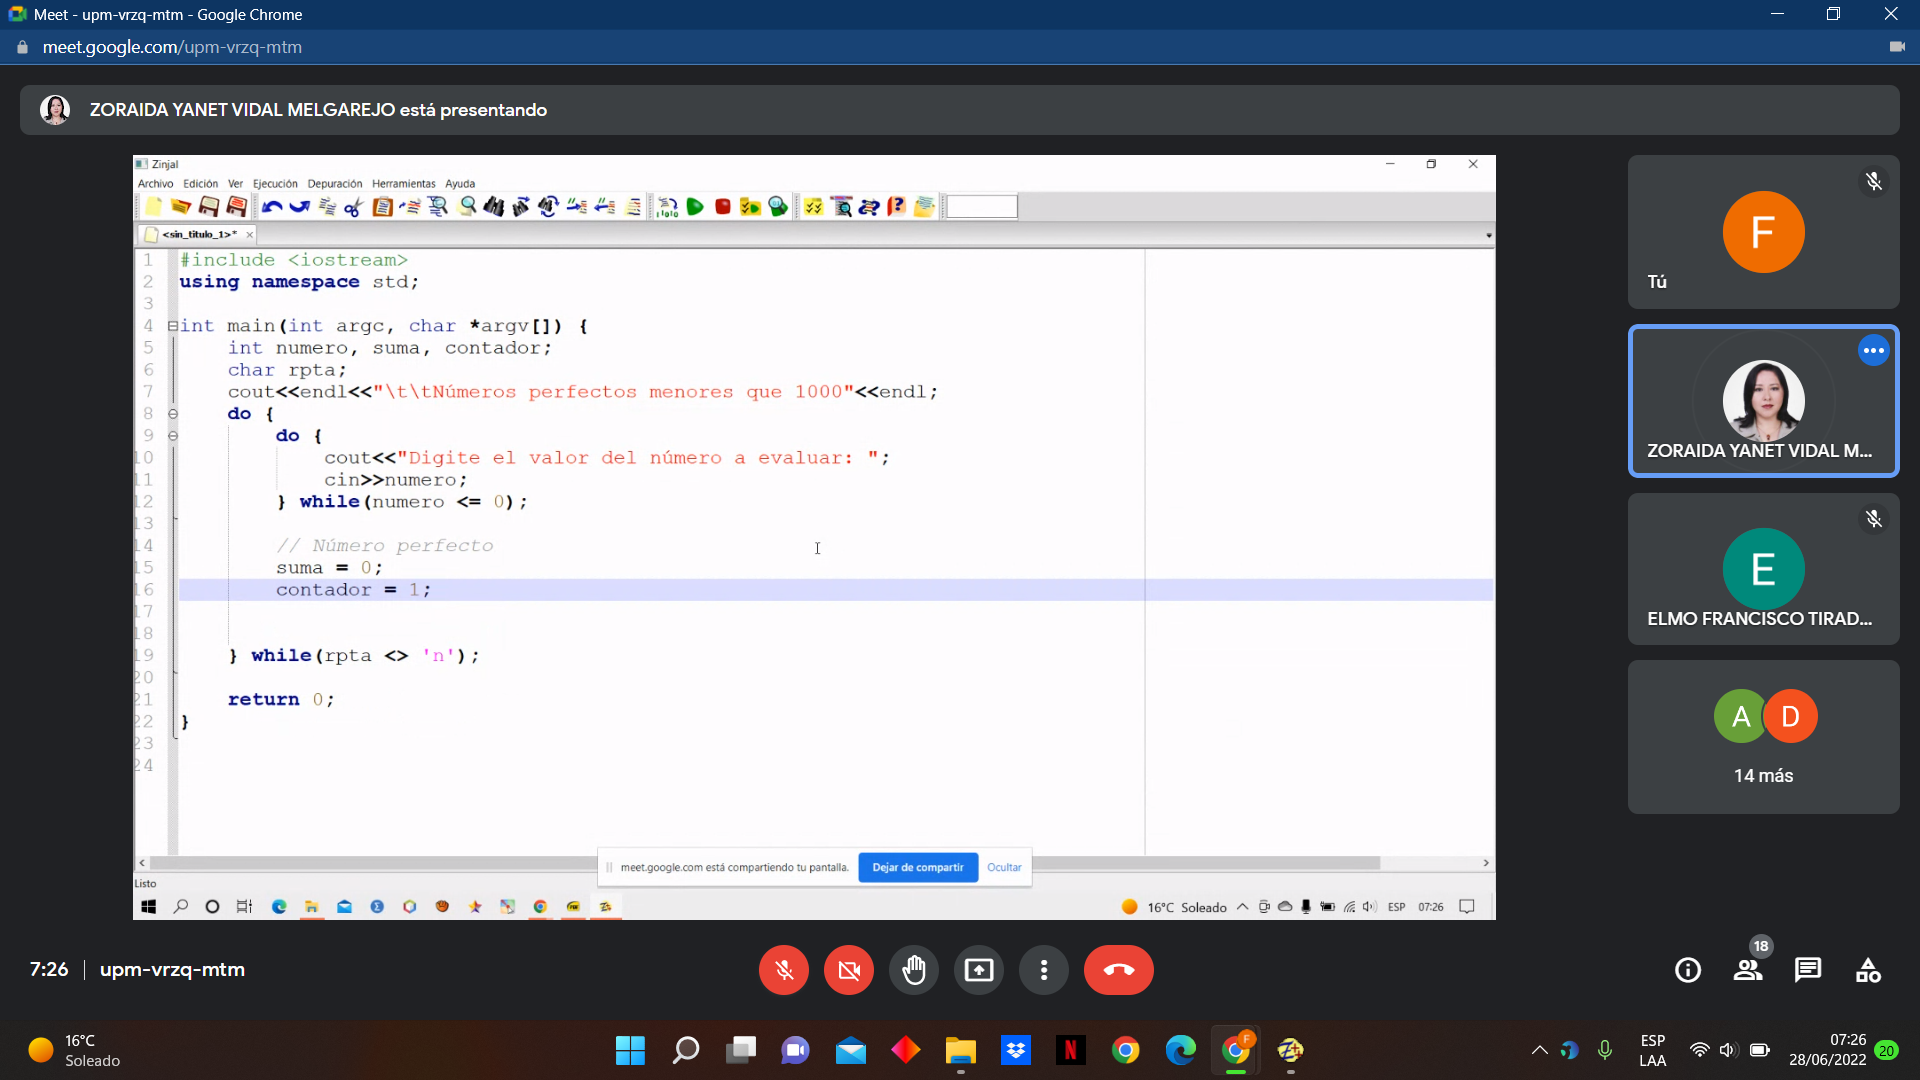 Meet - upm-vrzq-mtm - Google Chrome
meet.google.com/upm-vrzq-mtm
ZORAIDA YANET VIDAL MELGAREJO está presentando
ZinjaI
Archivo Edición Ver Ejecución Depuración Herramientas Ayuda
<sin_titulo_1>*
1 #include <iostream>
2 using namespace std;
3
4 int main(int argc, char *argv[]) {
5 int numero, suma, contador;
6 char rpta;
7 cout<<endl<<"\t\tNúmeros perfectos menores que 1000"<<endl;
8 do {
9 do {
10 cout<<"Digite el valor del número a evaluar: ";
11 cin>>numero;
12 } while(numero <= 0);
13
14 // Número perfecto
15 suma = 0;
16 contador = 1;
17
18
19 } while(rpta <> 'n');
20
21 return 0;
22 }
23
24
meet.google.com está compartiendo tu pantalla. Dejar de compartir Ocultar
Listo
16°C Soleado ESP 07:26
F
Tú
ZORAIDA YANET VIDAL M...
E
ELMO FRANCISCO TIRAD...
A D
14 más
7:26 upm-vrzq-mtm
18
16°C
Soleado
ESP
LAA
07:26
28/06/2022
20